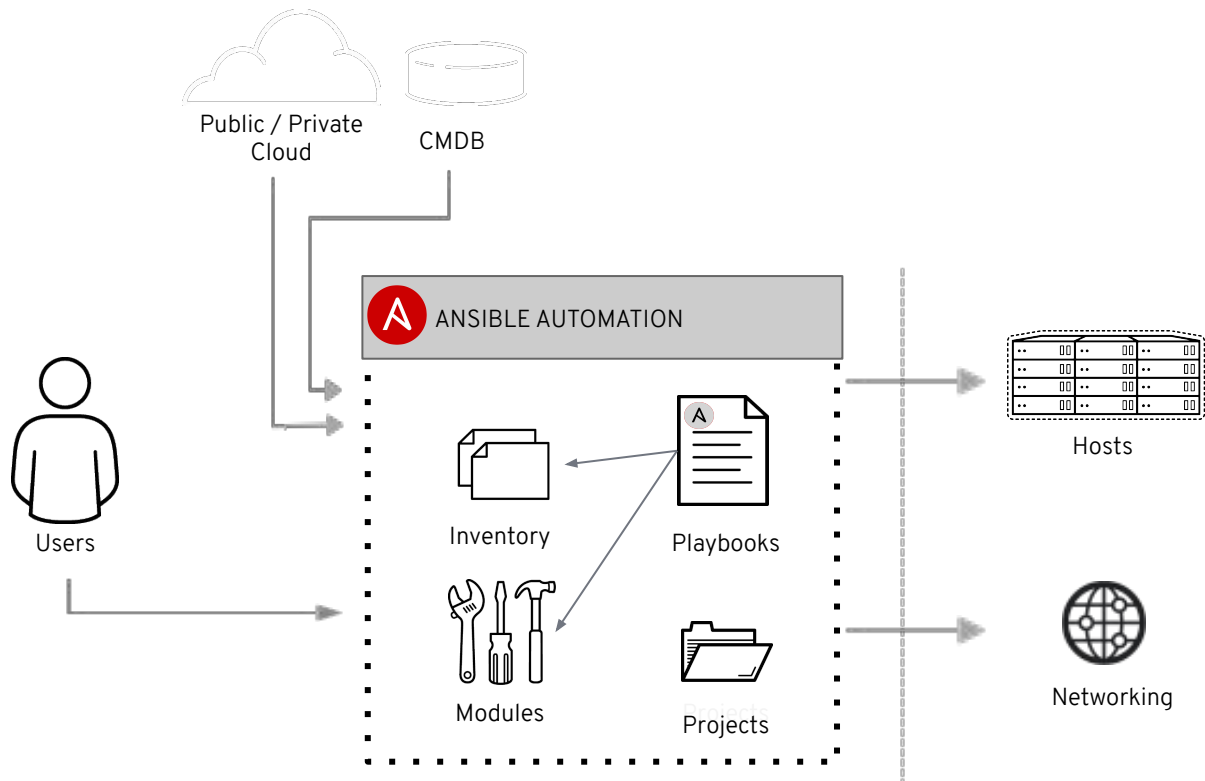 Public / Private
Cloud
CMDB
ANSIBLE AUTOMATION
Hosts
Users
Inventory
Playbooks
Modules
Projects
Networking